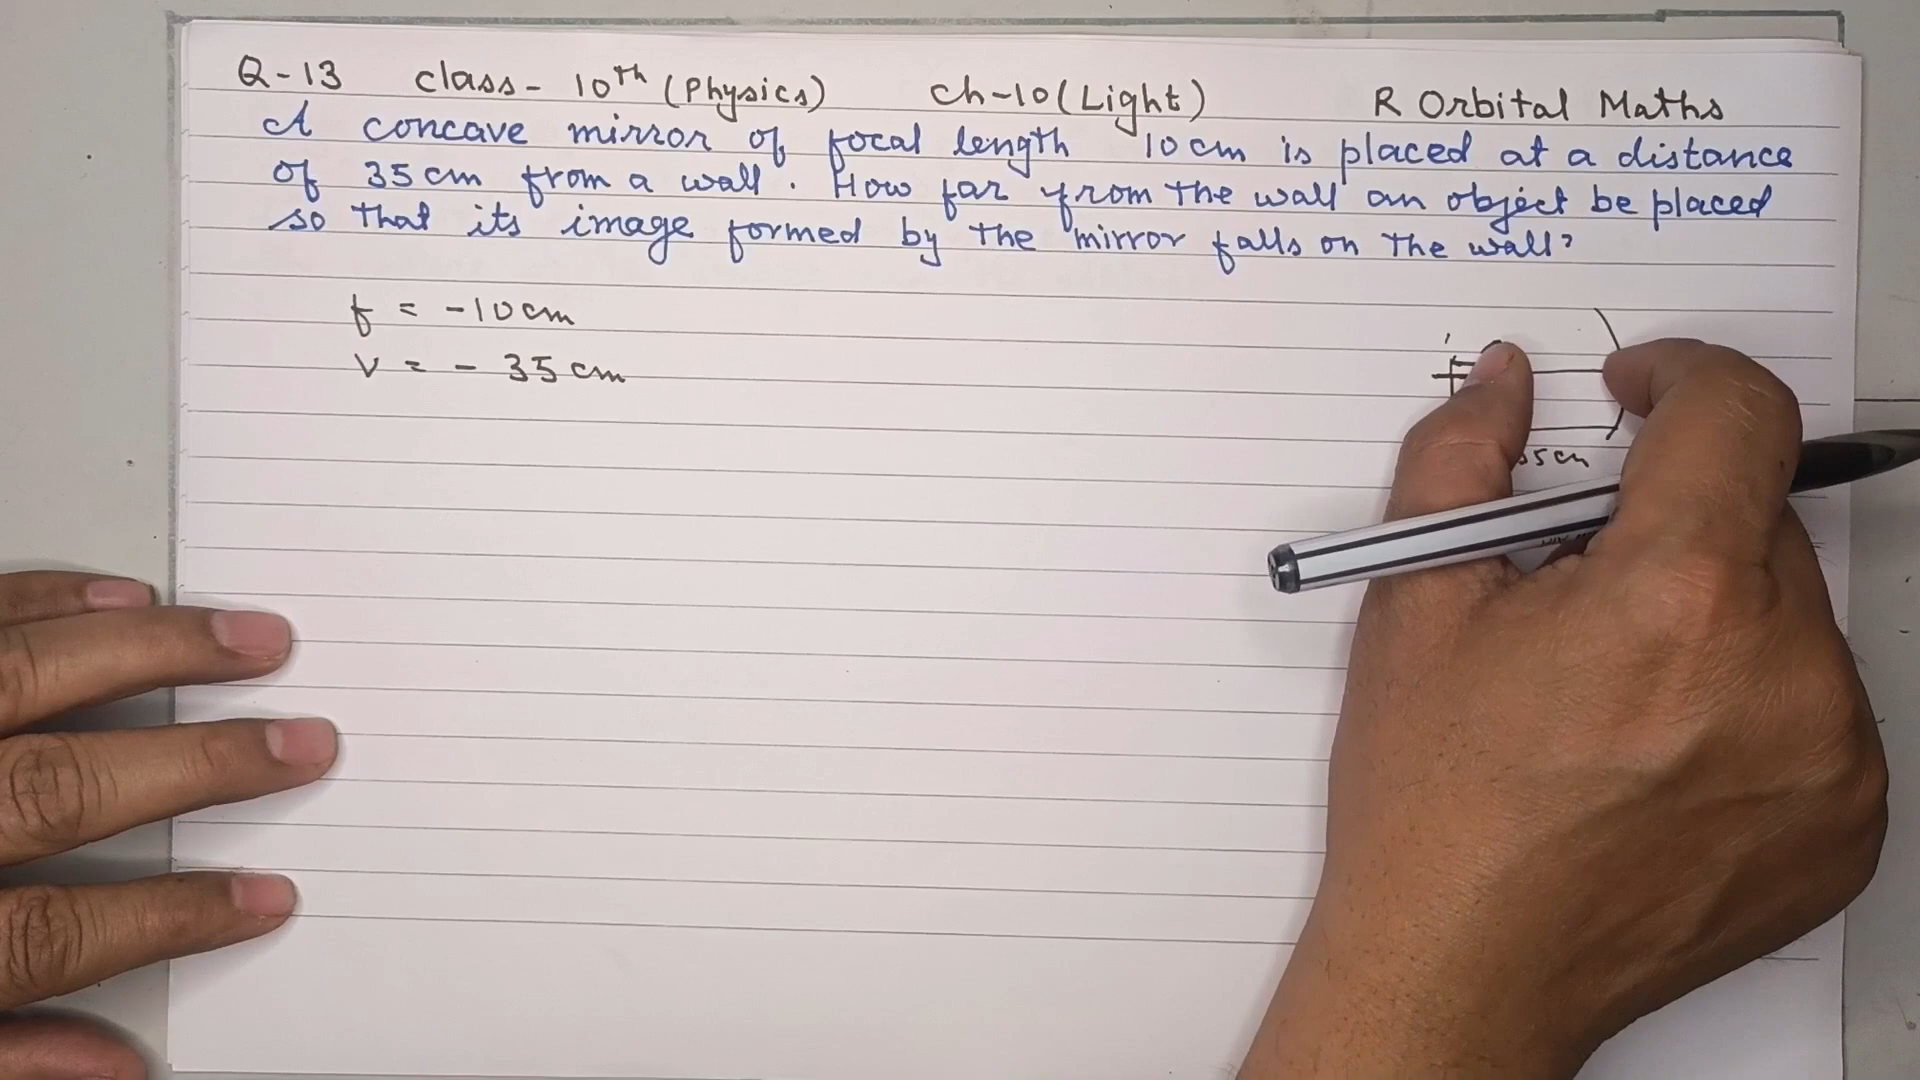 Q-13 class- 10th (Physics) ch-10 (Light) R Orbital Maths
A concave mirror of focal length 10 cm is placed at a distance
of 35 cm from a wall. How far from the wall an object be placed
so that its image formed by the mirror falls on the wall?
f = -10 cm
v = - 35 cm
5 cm